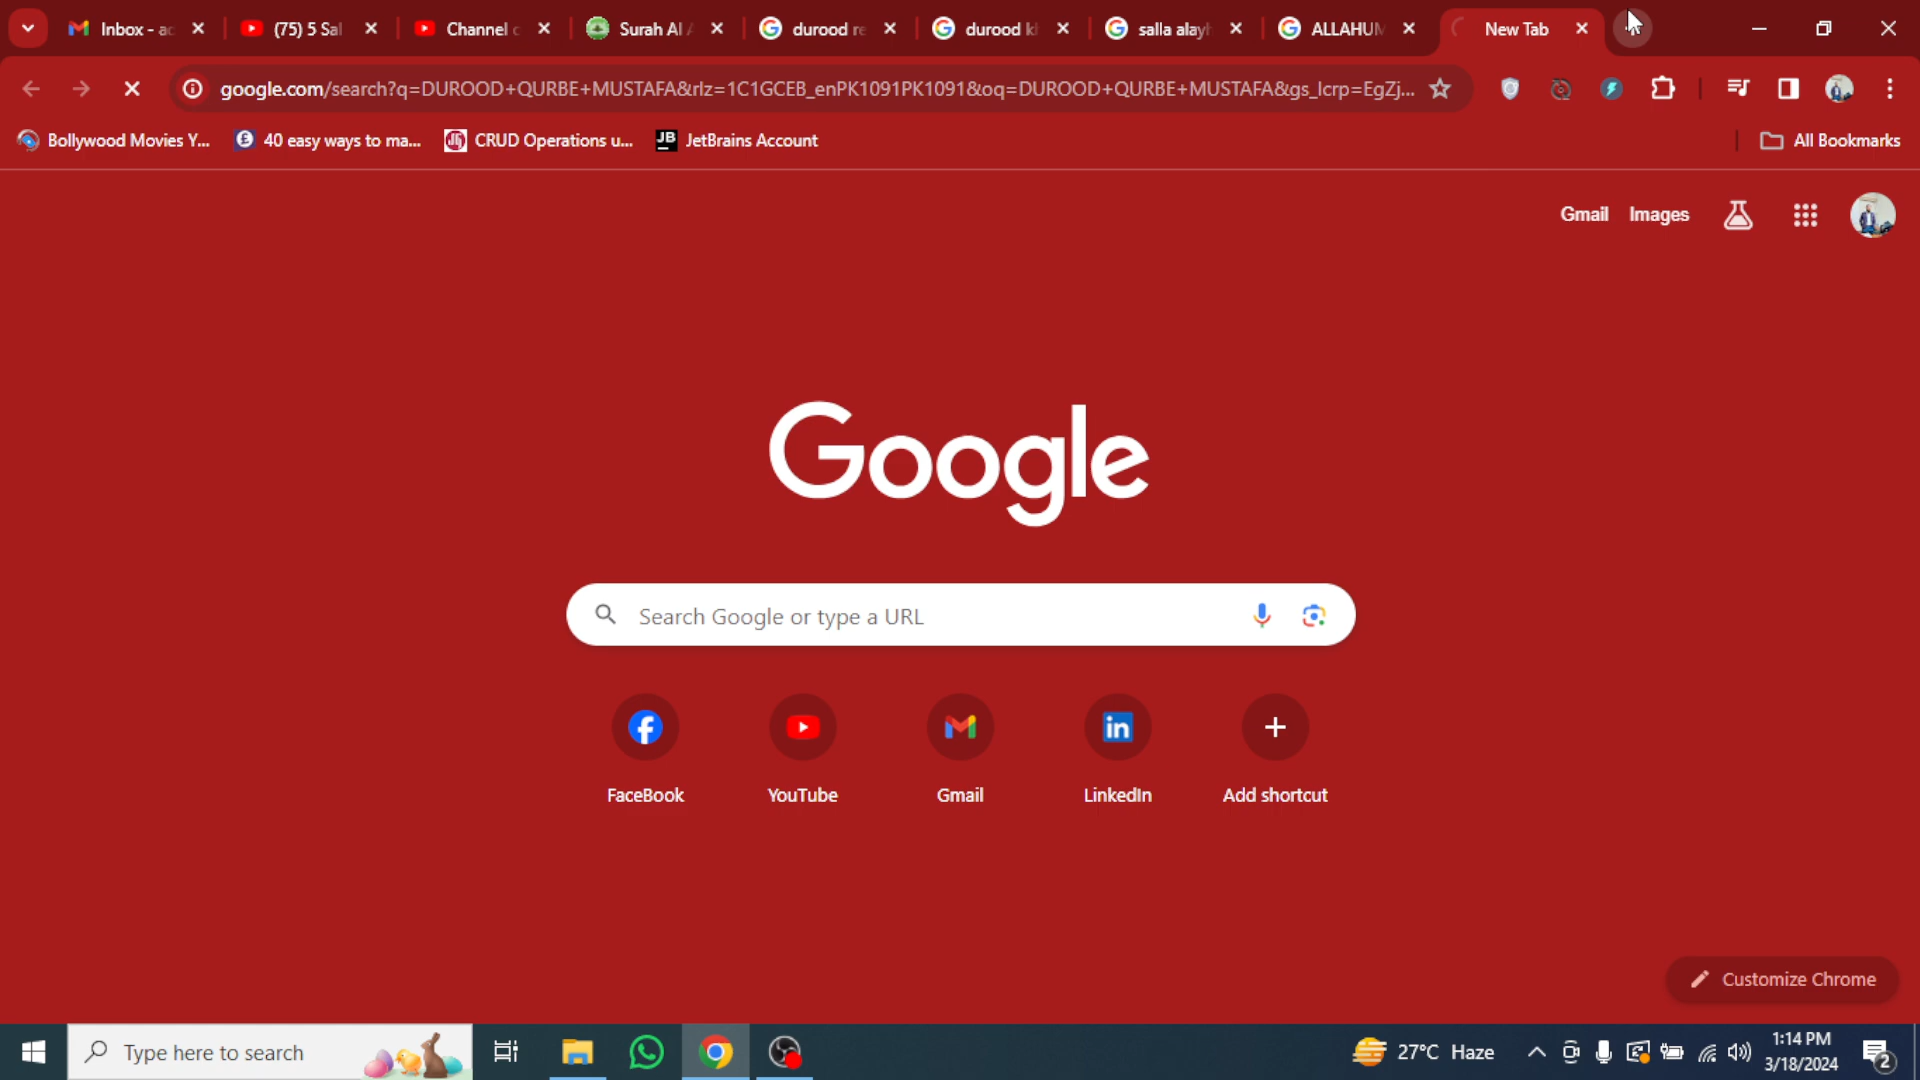 Inbox - ac
(75) 5 Sal
Channel c
Surah Al A
durood re
durood kh
salla alayh
ALLAHUM
New Tab
google.com/search?q=DUROOD+QURBE+MUSTAFA&rlz=1C1GCEB_enPK1091PK1091&oq=DUROOD+QURBE+MUSTAFA&gs_lcrp=EgZj...
Bollywood Movies Y...
40 easy ways to ma...
CRUD Operations u...
JetBrains Account
All Bookmarks
Gmail
Images
Google
Search Google or type a URL
FaceBook
YouTube
Gmail
LinkedIn
Add shortcut
Customize Chrome
Type here to search
27°C Haze
1:14 PM
3/18/2024
2